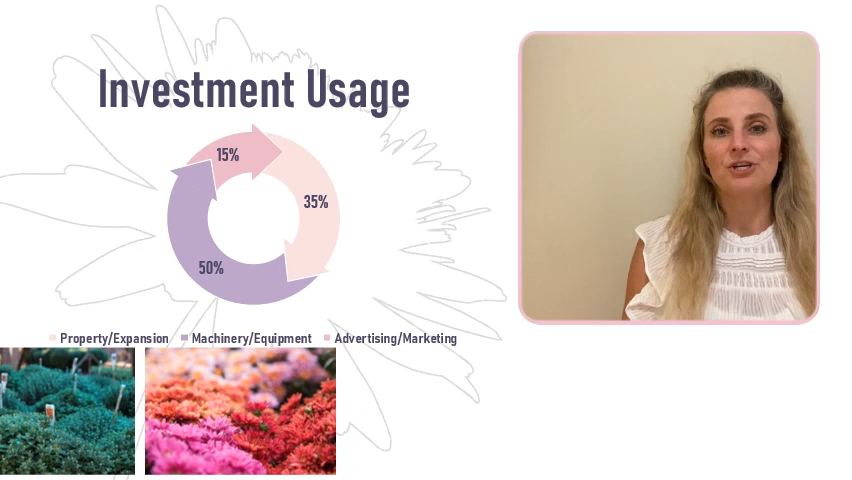 Investment Usage
15%
35%
50%
Property/Expansion Machinery/Equipment Advertising/Marketing